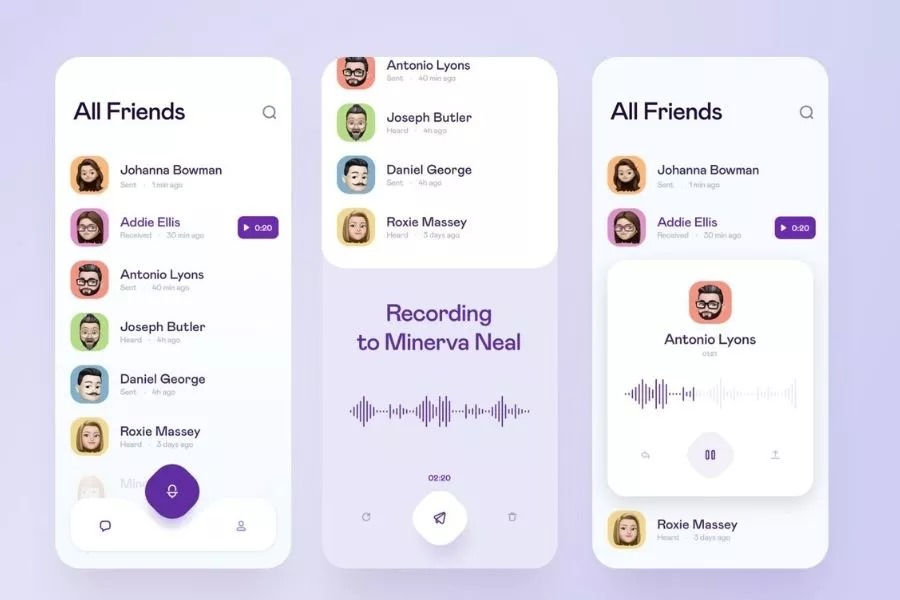 All Friends
Johanna Bowman
Sent · 1 min ago
Addie Ellis
Received · 30 min ago
0:20
Antonio Lyons
Sent · 40 min ago
Joseph Butler
Heard · 4h ago
Daniel George
Sent · 4h ago
Roxie Massey
Heard · 3 days ago
Antonio Lyons
Sent · 40 min ago
Joseph Butler
Heard · 4h ago
Daniel George
Sent · 4h ago
Roxie Massey
Heard · 3 days ago
Recording
to Minerva Neal
02:20
All Friends
Johanna Bowman
Sent · 1 min ago
Addie Ellis
Received · 30 min ago
0:20
Antonio Lyons
01:21
Roxie Massey
Heard · 3 days ago